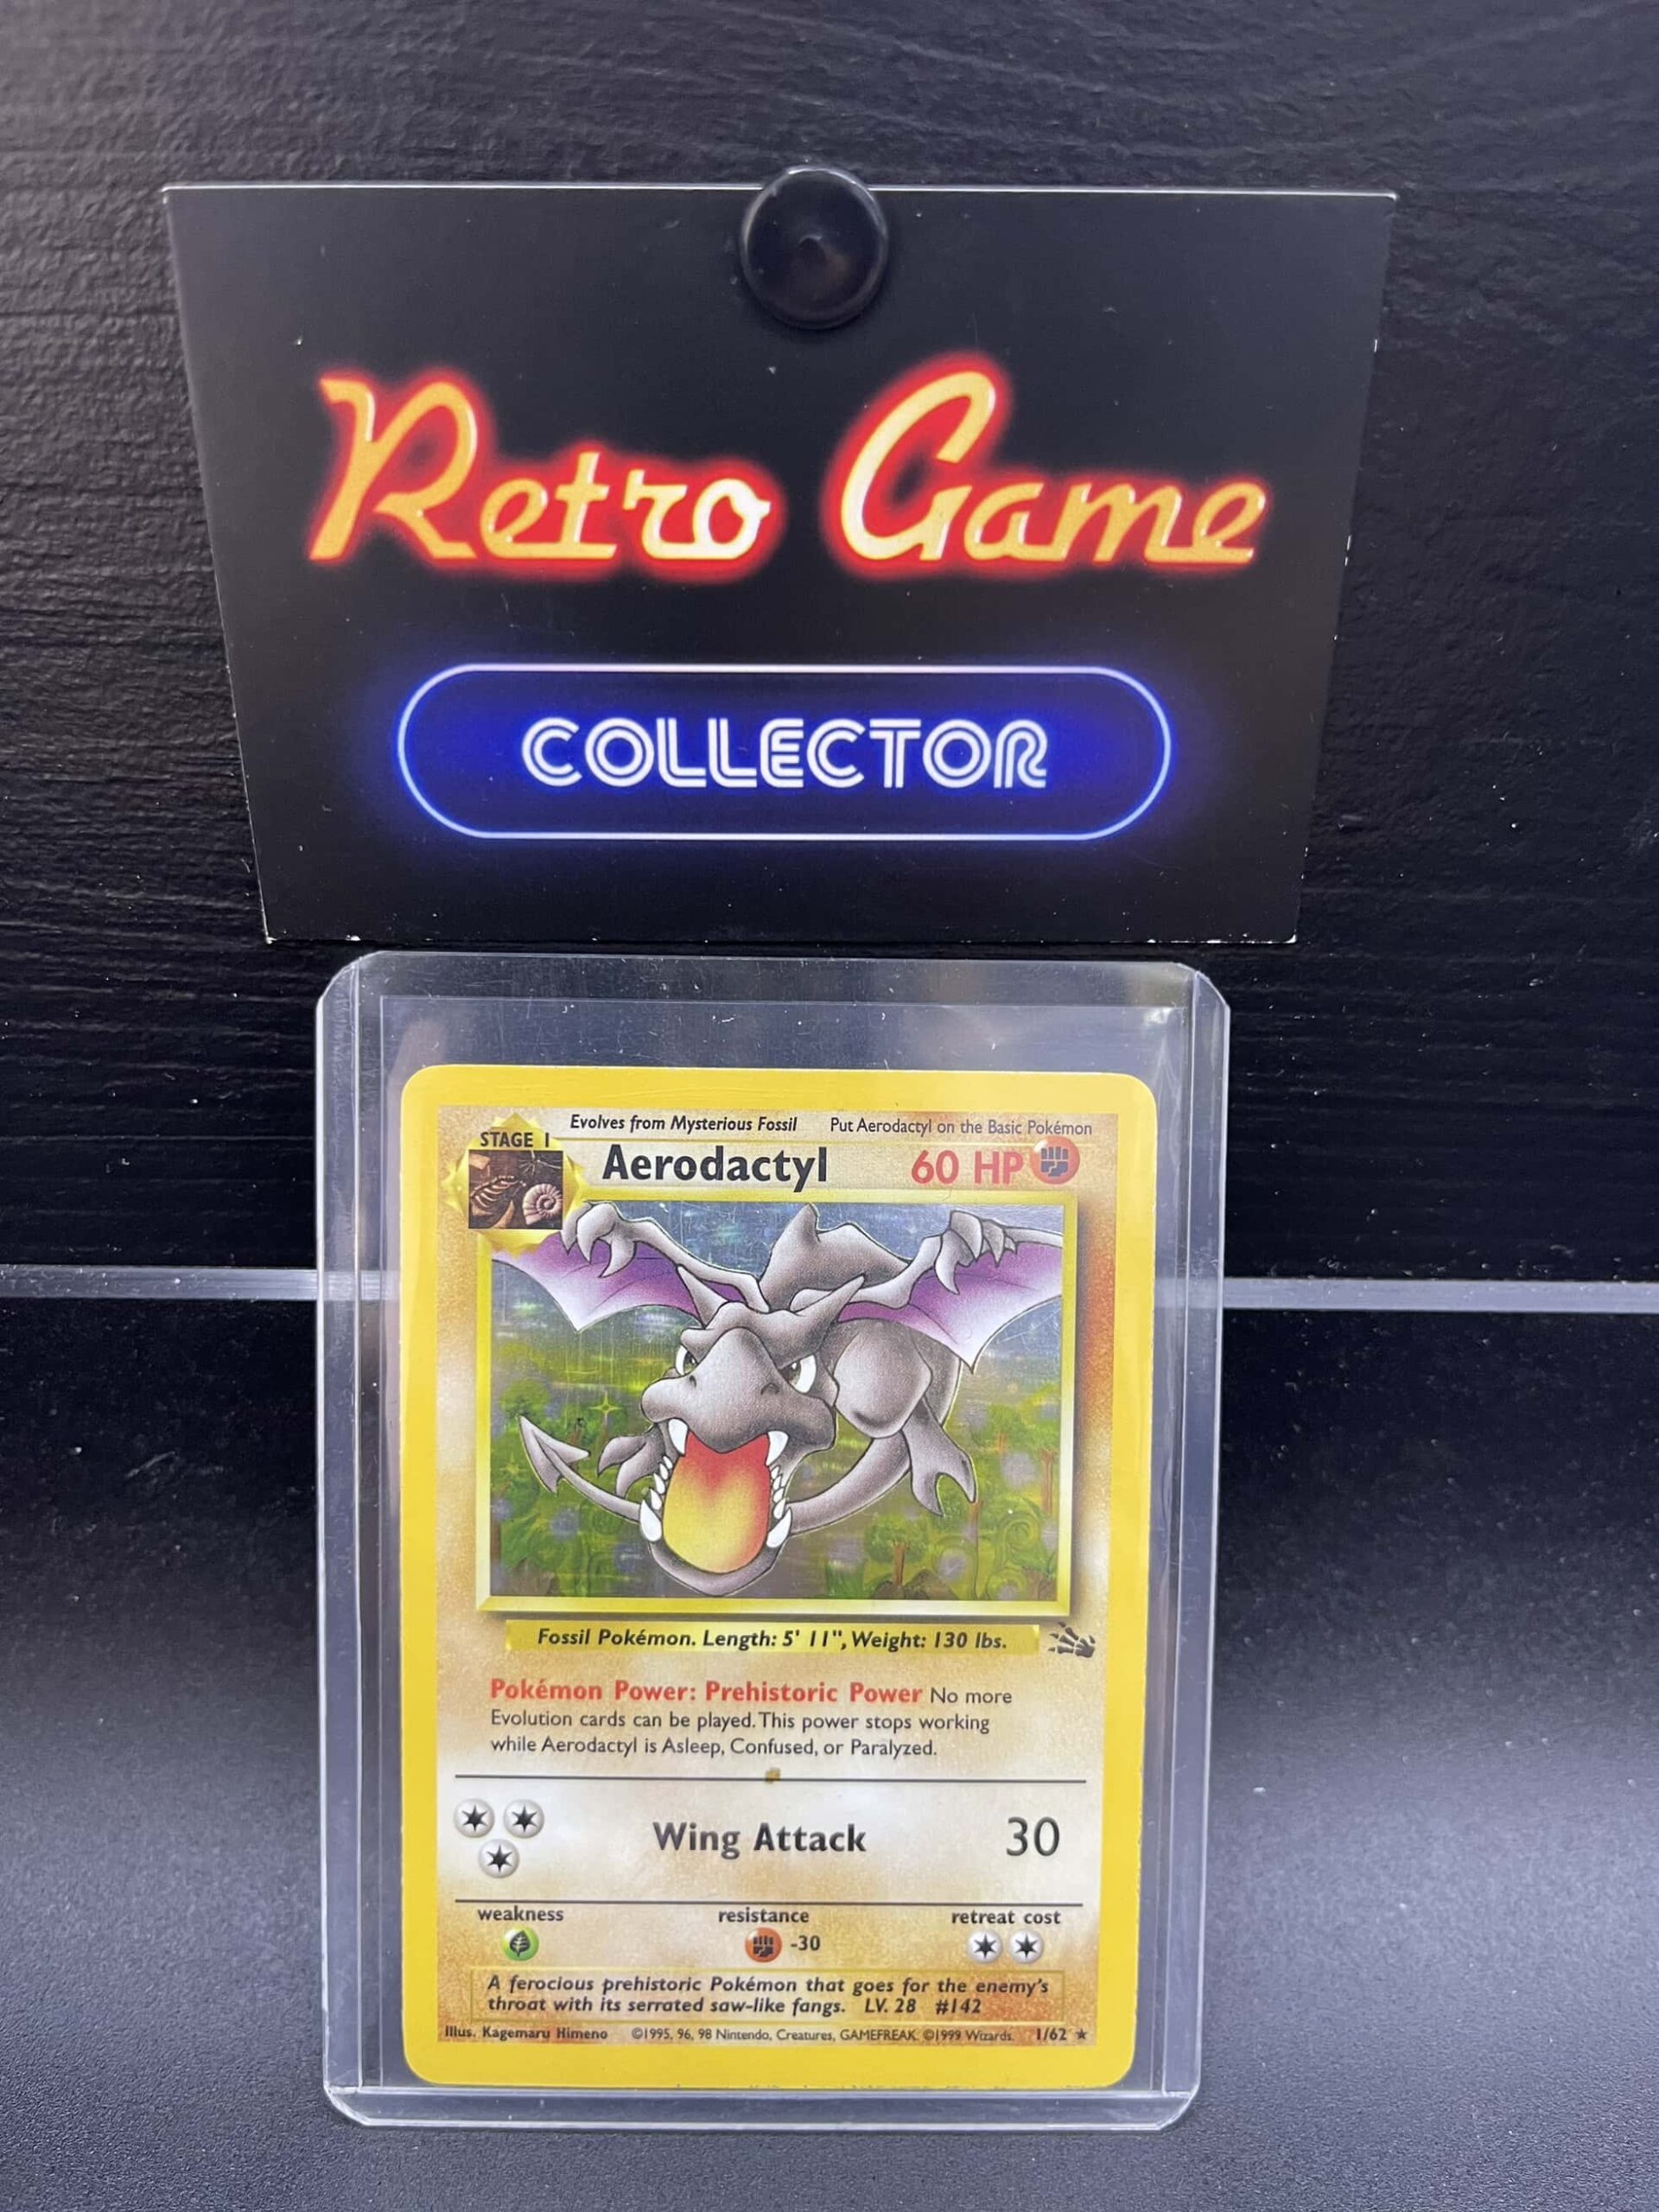 Retro Game
COLLECTOR
Evolves from Mysterious Fossil Put Aerodactyl on the Basic Pokémon
STAGE 1
Aerodactyl 60 HP
Fossil Pokémon. Length: 5' 11", Weight: 130 lbs.
Pokémon Power: Prehistoric Power No more
Evolution cards can be played. This power stops working
while Aerodactyl is Asleep, Confused, or Paralyzed.
Wing Attack 30
weakness resistance retreat cost
-30
A ferocious prehistoric Pokémon that goes for the enemy's
throat with its serrated saw-like fangs. LV. 28 #142
Illus. Kagemaru Himeno ©1995, 96, 98 Nintendo, Creatures, GAMEFREAK. ©1999 Wizards. 1/62 ★